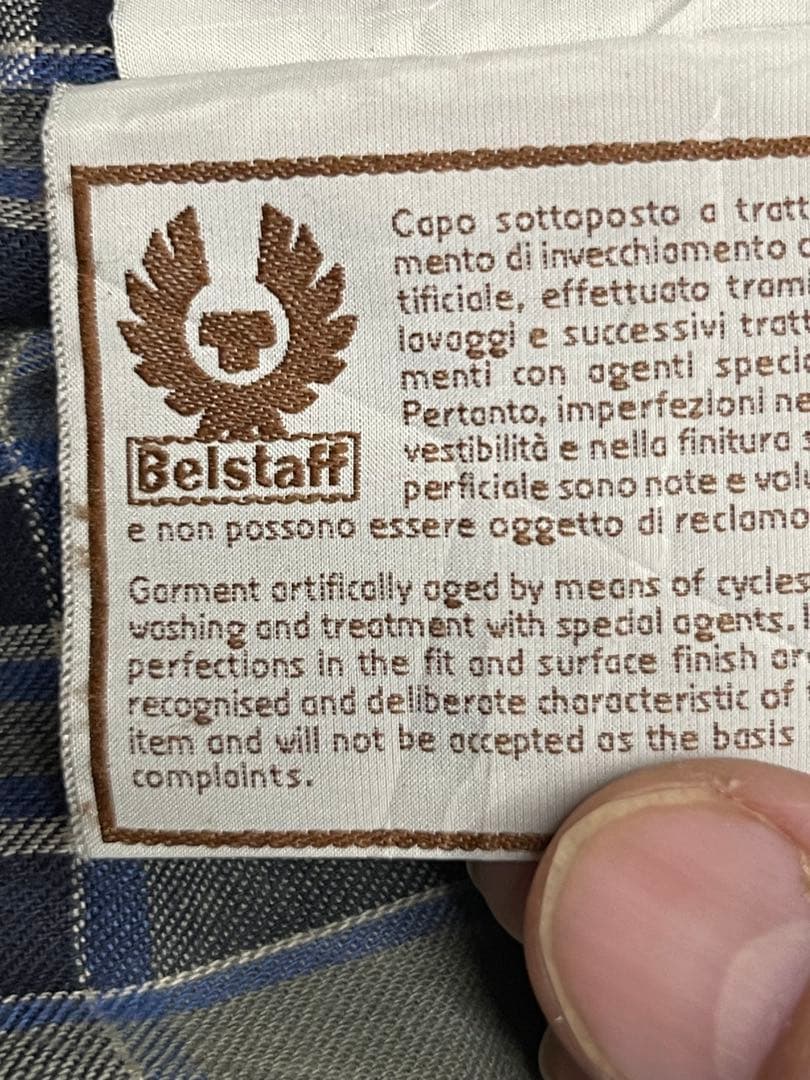 Belstaff
Capo sottoposto a tratt
mento di invecchiamento
tificiale, effettuato tram
lavaggi e successivi tratt
menti con agenti speci
Pertanto, imperfezioni ne
vestibilità e nella finitura
perficiale sono note e vol
e non possono essere oggetto di reclamo
Garment artifically aged by means of cycles
washing and treatment with special agents.
perfections in the fit and surface finish ar
recognised and deliberate characteristic of
item and will not be accepted as the basis
complaints.